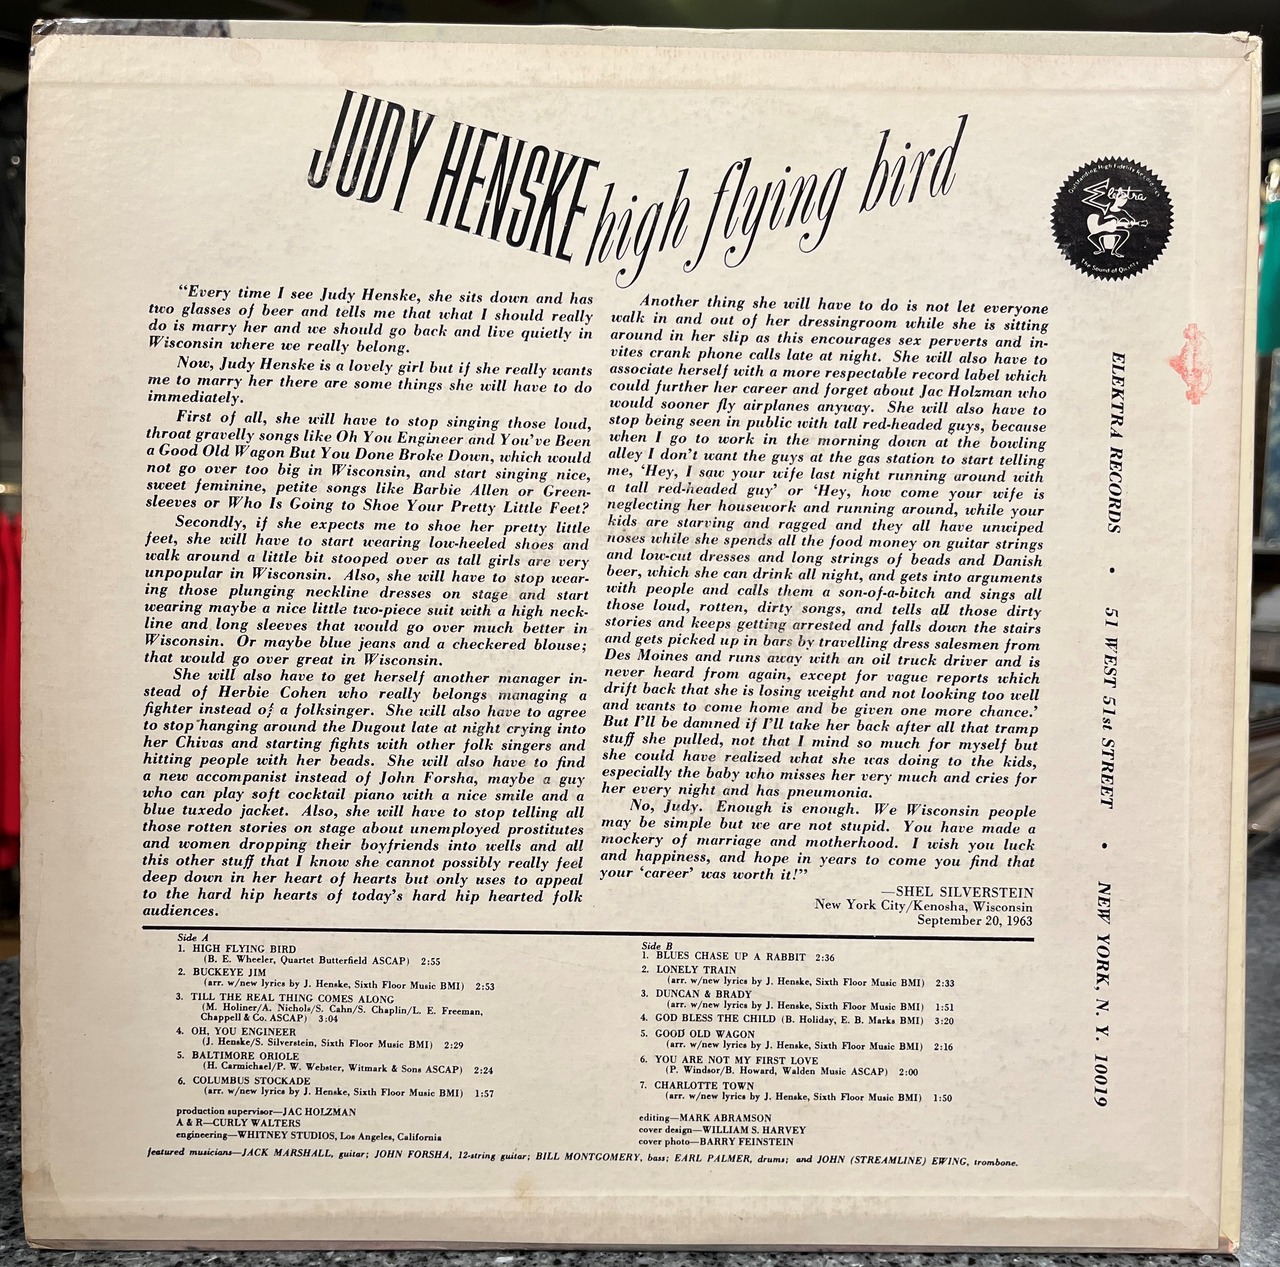 JUDY HENSKE high flying bird
Outstanding High Fidelity Record
Elektra
The Sound of Quality
“Every time I see Judy Henske, she sits down and has
two glasses of beer and tells me that what I should really
do is marry her and we should go back and live quietly in
Wisconsin where we really belong.
Now, Judy Henske is a lovely girl but if she really wants
me to marry her there are some things she will have to do
immediately.
First of all, she will have to stop singing those loud,
throat gravelly songs like Oh You Engineer and You've Been
a Good Old Wagon But You Done Broke Down, which would
not go over too big in Wisconsin, and start singing nice,
sweet feminine, petite songs like Barbie Allen or Green-
sleeves or Who Is Going to Shoe Your Pretty Little Feet?
Secondly, if she expects me to shoe her pretty little
feet, she will have to start wearing low-heeled shoes and
walk around a little bit stooped over as tall girls are very
unpopular in Wisconsin. Also, she will have to stop wear-
ing those plunging neckline dresses on stage and start
wearing maybe a nice little two-piece suit with a high neck-
line and long sleeves that would go over much better in
Wisconsin. Or maybe blue jeans and a checkered blouse;
that would go over great in Wisconsin.
She will also have to get herself another manager in-
stead of Herbie Cohen who really belongs managing a
fighter instead of a folksinger. She will also have to agree
to stop hanging around the Dugout late at night crying into
her Chivas and starting fights with other folk singers and
hitting people with her beads. She will also have to find
a new accompanist instead of John Forsha, maybe a guy
who can play soft cocktail piano with a nice smile and a
blue tuxedo jacket. Also, she will have to stop telling all
those rotten stories on stage about unemployed prostitutes
and women dropping their boyfriends into wells and all
this other stuff that I know she cannot possibly really feel
deep down in her heart of hearts but only uses to appeal
to the hard hip hearts of today's hard hip hearted folk
audiences.
Another thing she will have to do is not let everyone
walk in and out of her dressingroom while she is sitting
around in her slip as this encourages sex perverts and in-
vites crank phone calls late at night. She will also have to
associate herself with a more respectable record label which
could further her career and forget about Jac Holzman who
would sooner fly airplanes anyway. She will also have to
stop being seen in public with tall red-headed guys, because
when I go to work in the morning down at the bowling
alley I don't want the guys at the gas station to start telling
me, ‘Hey, I saw your wife last night running around with
a tall red-headed guy’ or ‘Hey, how come your wife is
neglecting her housework and running around, while your
kids are starving and ragged and they all have unwiped
noses while she spends all the food money on guitar strings
and low-cut dresses and long strings of beads and Danish
beer, which she can drink all night, and gets into arguments
with people and calls them a son-of-a-bitch and sings all
those loud, rotten, dirty songs, and tells all those dirty
stories and keeps getting arrested and falls down the stairs
and gets picked up in bars by travelling dress salesmen from
Des Moines and runs away with an oil truck driver and is
never heard from again, except for vague reports which
drift back that she is losing weight and not looking too well
and wants to come home and be given one more chance.’
But I'll be damned if I'll take her back after all that tramp
stuff she pulled, not that I mind so much for myself but
she could have realized what she was doing to the kids,
especially the baby who misses her very much and cries for
her every night and has pneumonia.
No, Judy. Enough is enough. We Wisconsin people
may be simple but we are not stupid. You have made a
mockery of marriage and motherhood. I wish you luck
and happiness, and hope in years to come you find that
your ‘career’ was worth it!”
—SHEL SILVERSTEIN
New York City/Kenosha, Wisconsin
September 20, 1963
Side A
1. HIGH FLYING BIRD
(B. E. Wheeler, Quartet Butterfield ASCAP) 2:55
2. BUCKEYE JIM
(arr. w/new lyrics by J. Henske, Sixth Floor Music BMI) 2:53
3. TILL THE REAL THING COMES ALONG
(M. Holiner/A. Nichols/S. Cahn/S. Chaplin/L. E. Freeman,
Chappell & Co. ASCAP) 3:04
4. OH, YOU ENGINEER
(J. Henske/S. Silverstein, Sixth Floor Music BMI) 2:29
5. BALTIMORE ORIOLE
(H. Carmichael/P. W. Webster, Witmark & Sons ASCAP) 2:24
6. COLUMBUS STOCKADE
(arr. w/new lyrics by J. Henske, Sixth Floor Music BMI) 1:57
Side B
1. BLUES CHASE UP A RABBIT 2:36
2. LONELY TRAIN
(arr. w/new lyrics by J. Henske, Sixth Floor Music BMI) 2:33
3. DUNCAN & BRADY
(arr. w/new lyrics by J. Henske, Sixth Floor Music BMI) 1:51
4. GOD BLESS THE CHILD (B. Holiday, E. B. Marks BMI) 3:20
5. GOOD OLD WAGON
(arr. w/new lyrics by J. Henske, Sixth Floor Music BMI) 2:16
6. YOU ARE NOT MY FIRST LOVE
(P. Windsor/B. Howard, Walden Music ASCAP) 2:00
7. CHARLOTTE TOWN
(arr. w/new lyrics by J. Henske, Sixth Floor Music BMI) 1:50
production supervisor—JAC HOLZMAN
A & R—CURLY WALTERS
engineering—WHITNEY STUDIOS, Los Angeles, California
editing—MARK ABRAMSON
cover design—WILLIAM S. HARVEY
cover photo—BARRY FEINSTEIN
featured musicians—JACK MARSHALL, guitar; JOHN FORSHA, 12-string guitar; BILL MONTGOMERY, bass; EARL PALMER, drums; and JOHN (STREAMLINE) EWING, trombone.
ELEKTRA RECORDS • 51 WEST 51st STREET • NEW YORK, N. Y. 10019